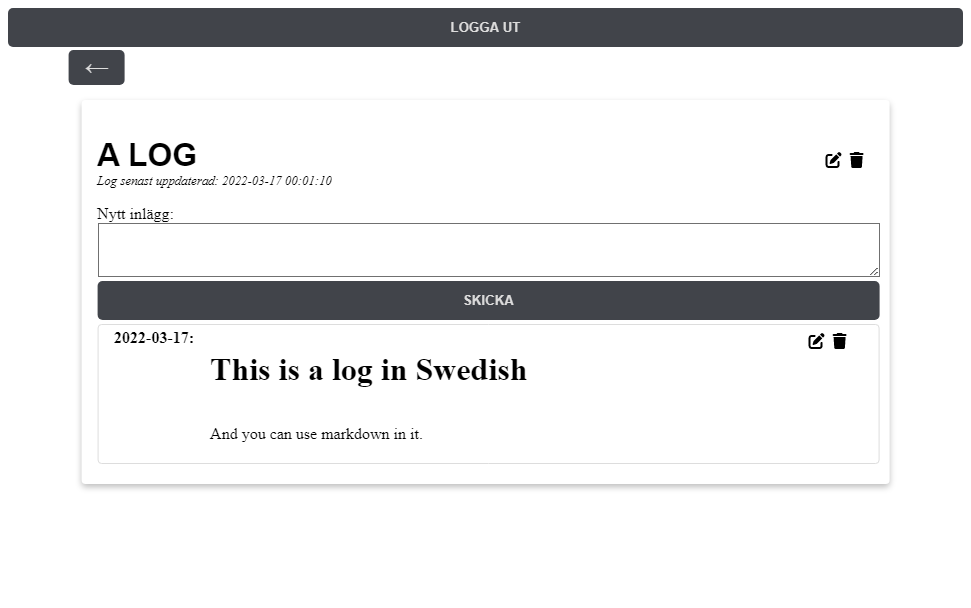 LOGGA UT
←
A LOG
Log senast uppdaterad: 2022-03-17 00:01:10
Nytt inlägg:
SKICKA
2022-03-17:
This is a log in Swedish
And you can use markdown in it.